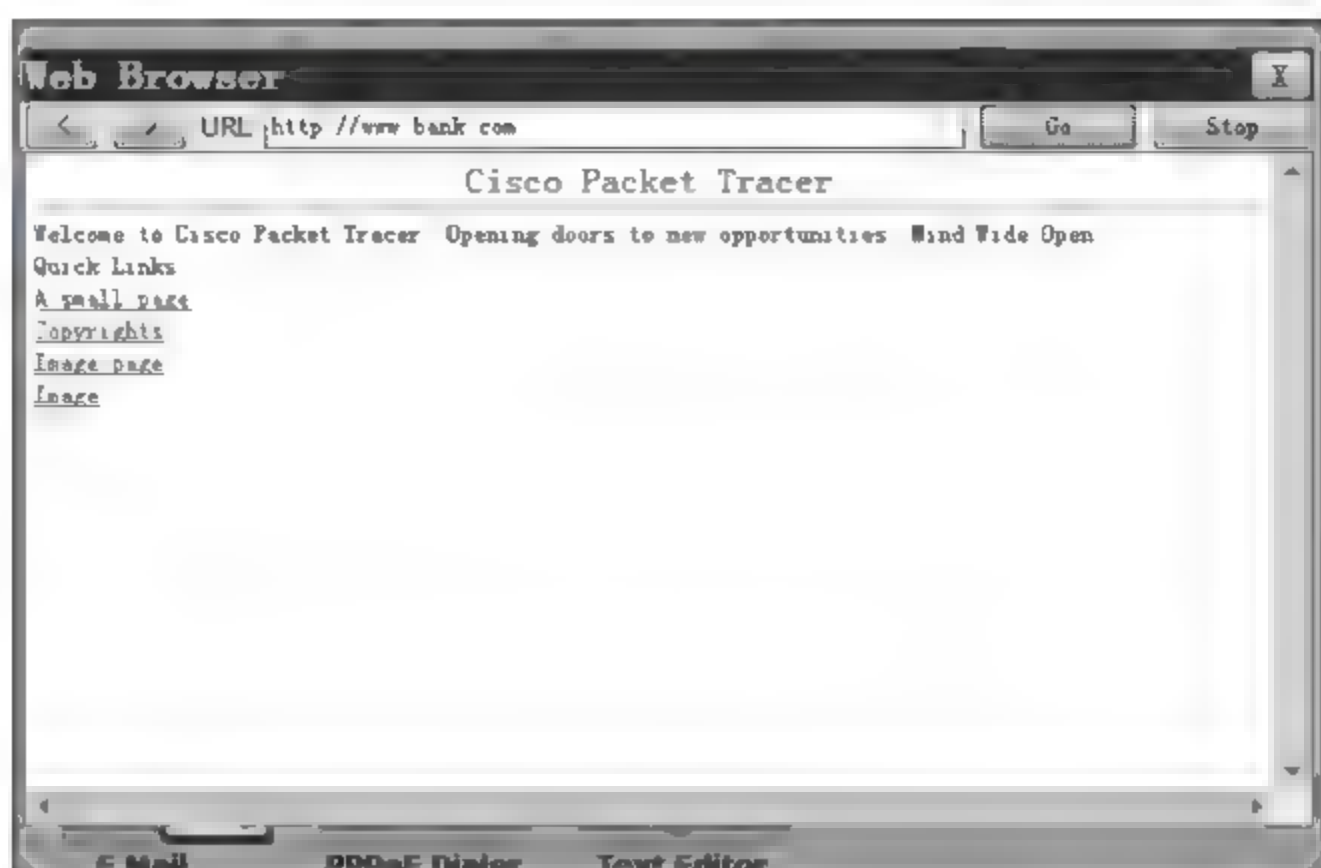 Web Browser X
< URL http //www bank com Go Stop
Cisco Packet Tracer
Welcome to Cisco Packet Tracer Opening doors to new opportunities Mind Wide Open
Quick Links
A small page
Copyrights
Image page
Image
E Mail PPPoE Dialer Text Editor